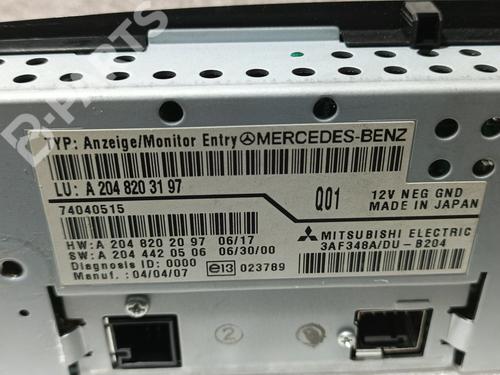 B-PARTS
TYP: Anzeige/Monitor Entry MERCEDES-BENZ
LU: A 204 820 31 97
74040515
Q01
12V NEG GND
MADE IN JAPAN
HW: A 204 820 20 97 06/17
SW: A 204 442 05 06 06/30/00
Diagnosis ID: 0000
Manuf.: 04/04/07
e13 023789
MITSUBISHI ELECTRIC
3AF348A/DU-B204
2